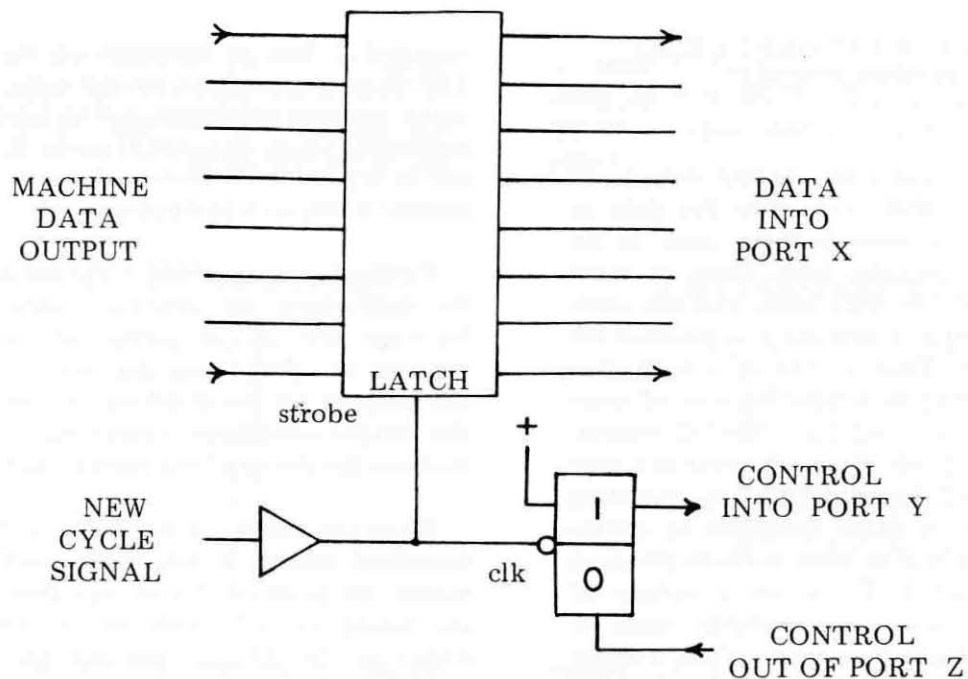 MACHINE
DATA
OUTPUT
DATA
INTO
PORT X
LATCH
strobe
+
NEW
CYCLE
SIGNAL
clk
1
0
CONTROL
INTO PORT Y
CONTROL
OUT OF PORT Z